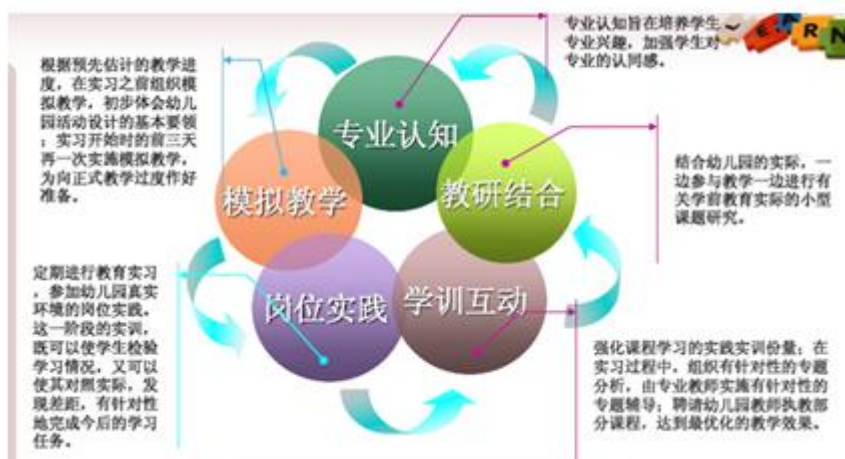 专业认知旨在培养学生
专业兴趣，加强学生对
专业的认同感。
根据预先估计的教学进
度，在实习之前组织模
拟教学，初步体会幼儿
园活动设计的基本要领
；实习开始时的前三天
再一次实施模拟教学，
为向正式教学过度作好
准备。
专业认知
模拟教学
教研结合
结合幼儿园的实际，一
边参与教学一边进行有
关学前教育实际的小型
课题研究。
定期进行教育实习
，参加幼儿园真实
环境的岗位实践。
这一阶段的实训，
既可以使学生检验
学习情况，又可以
使其对照实际，发
现差距，有针对性
地完成今后的学习
任务。
岗位实践
学训互动
强化课程学习的实践实训份量；在
实习过程中，组织有针对性的专题
分析，由专业教师实施有针对性的
专题辅导；聘请幼儿园教师执教部
分课程，达到最优化的教学效果。